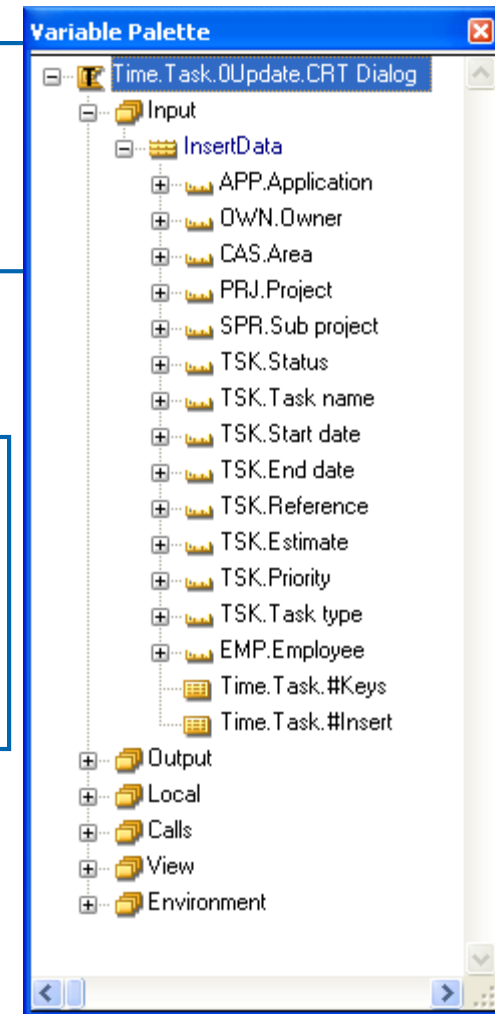 Variable Palette
Time.Task.0Update.CRT Dialog
Input
InsertData
APP.Application
OWN.Owner
CAS.Area
PRJ.Project
SPR.Sub project
TSK.Status
TSK.Task name
TSK.Start date
TSK.End date
TSK.Reference
TSK.Estimate
TSK.Priority
TSK.Task type
EMP.Employee
Time.Task.#Keys
Time.Task.#Insert
Output
Local
Calls
View
Environment